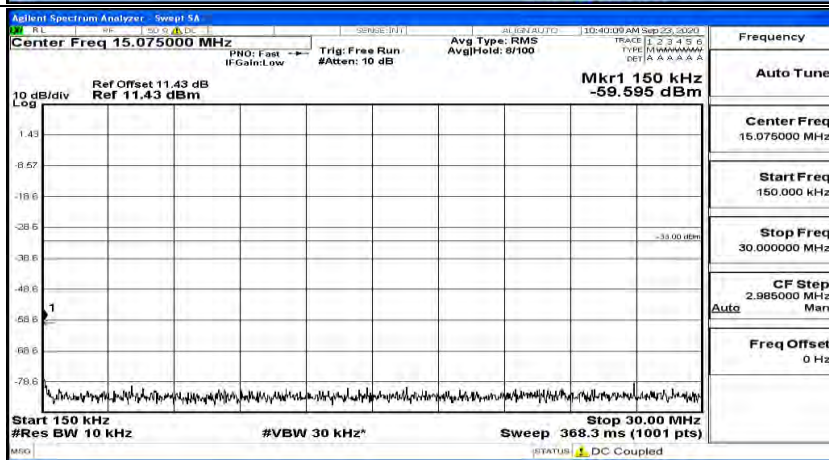 Agilent Spectrum Analyzer - Swept SA
RL RF 50 Ω DC SENSE:INT ALIGN AUTO 10:40:09 AM Sep 23, 2020
Center Freq 15.075000 MHz
PNO: Fast
IFGain:Low
Trig: Free Run
#Atten: 10 dB
Avg Type: RMS
Avg|Hold: 8/100
TRACE 1 2 3 4 5 6
TYPE MWWWWW
DET A A A A A A
Ref Offset 11.43 dB
10 dB/div Ref 11.43 dBm
Log
Mkr1 150 kHz
-59.595 dBm
1.43
-8.57
-18.6
-28.6
-33.00 dBm
-38.6
-48.6
1
-58.6
-68.6
-78.6
Start 150 kHz
Stop 30.00 MHz
#Res BW 10 kHz
#VBW 30 kHz*
Sweep 368.3 ms (1001 pts)
MSG
STATUS DC Coupled
Frequency
Auto Tune
Center Freq
15.075000 MHz
Start Freq
150.000 kHz
Stop Freq
30.000000 MHz
CF Step
2.985000 MHz
Auto Man
Freq Offset
0 Hz